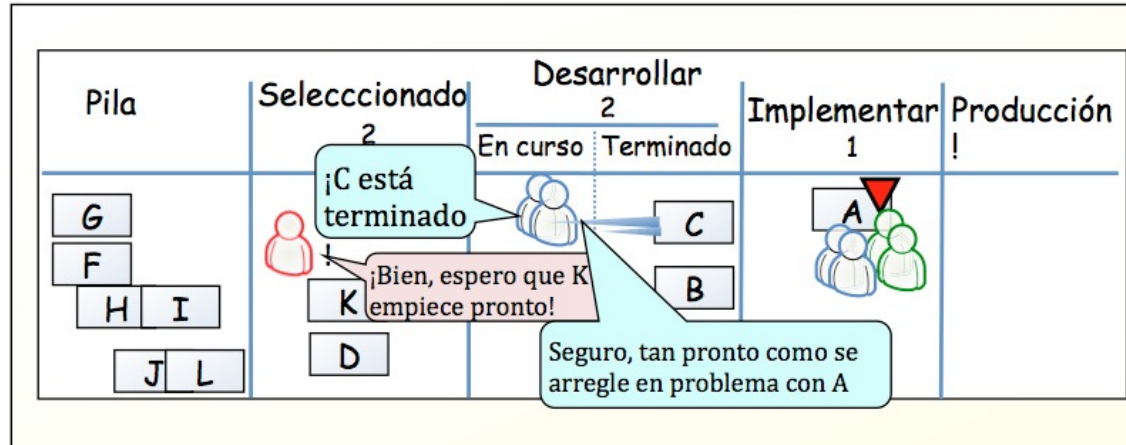 Pila
Selecccionado
2
Desarrollar
2
En curso
Terminado
Implementar
1
Producción
!
G
F
H
I
J
L
¡C está
terminado
!
¡Bien, espero que K
empiece pronto!
K
D
C
B
Seguro, tan pronto como se
arregle en problema con A
A